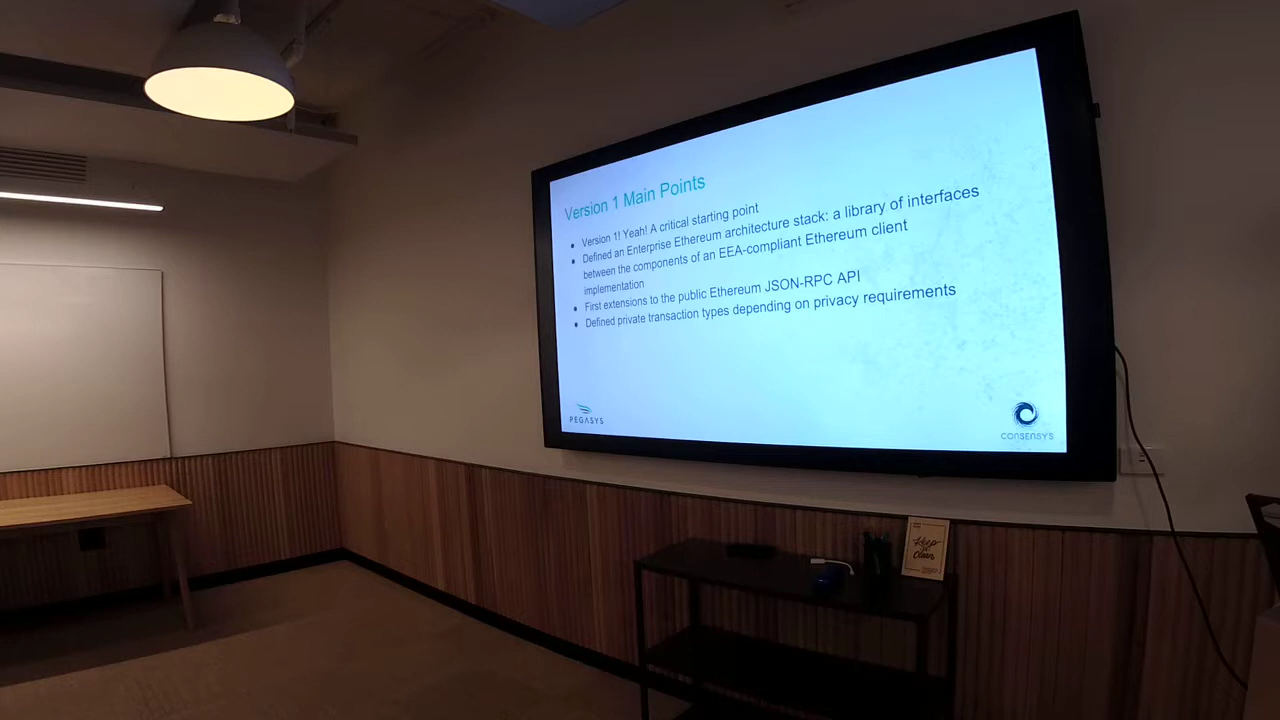 Version 1 Main Points
• Version 1! Yeah! A critical starting point
• Defined an Enterprise Ethereum architecture stack: a library of interfaces
between the components of an EEA-compliant Ethereum client
implementation
• First extensions to the public Ethereum JSON-RPC API
• Defined private transaction types depending on privacy requirements
PEGASYS
CONSENSYS
Keep
Clean